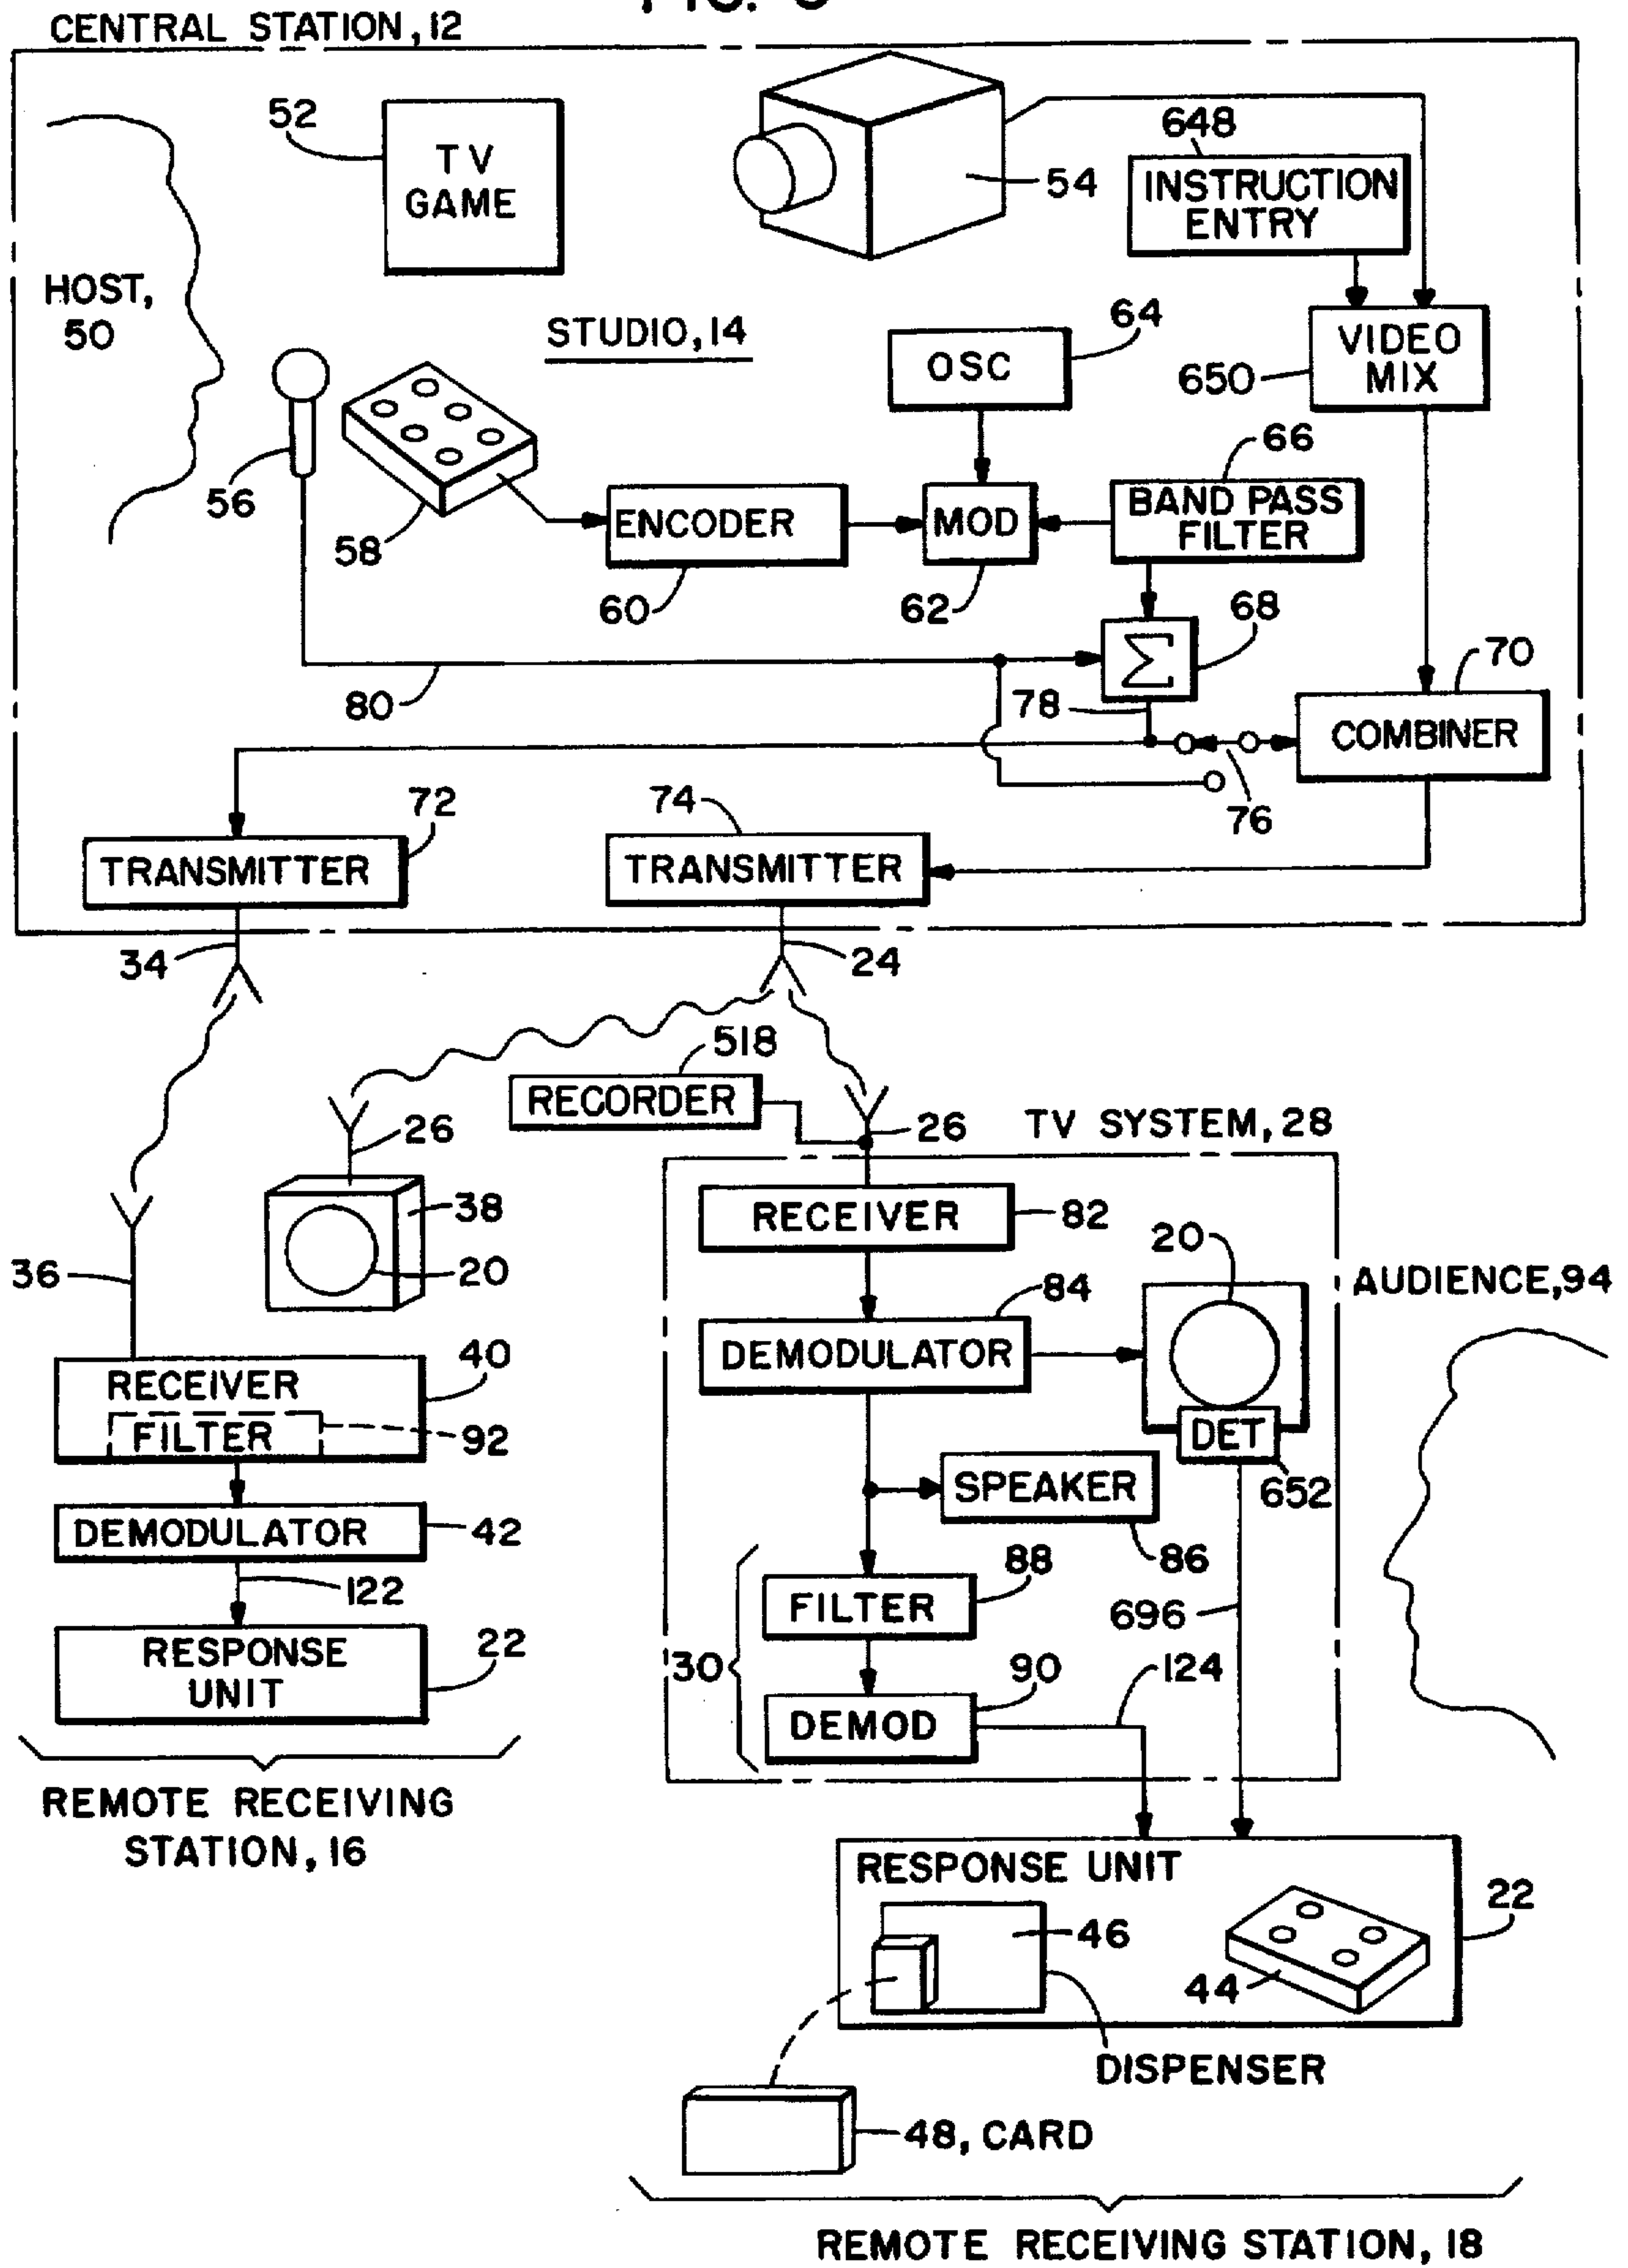 CENTRAL STATION, 12
52
TV
GAME
54
648
INSTRUCTION
ENTRY
HOST,
50
STUDIO, 14
64
OSC
VIDEO
MIX
650
66
56
58
ENCODER
60
MOD
62
BAND PASS
FILTER
68
Σ
70
80
78
COMBINER
76
72
74
TRANSMITTER
TRANSMITTER
34
24
518
RECORDER
26
26
TV SYSTEM, 28
38
20
RECEIVER
82
20
36
84
AUDIENCE, 94
DEMODULATOR
40
RECEIVER
FILTER
92
DET
652
SPEAKER
86
DEMODULATOR
42
122
88
FILTER
696
RESPONSE
UNIT
22
30
90
124
DEMOD
REMOTE RECEIVING
STATION, 16
RESPONSE UNIT
22
46
44
DISPENSER
48, CARD
REMOTE RECEIVING STATION, 18